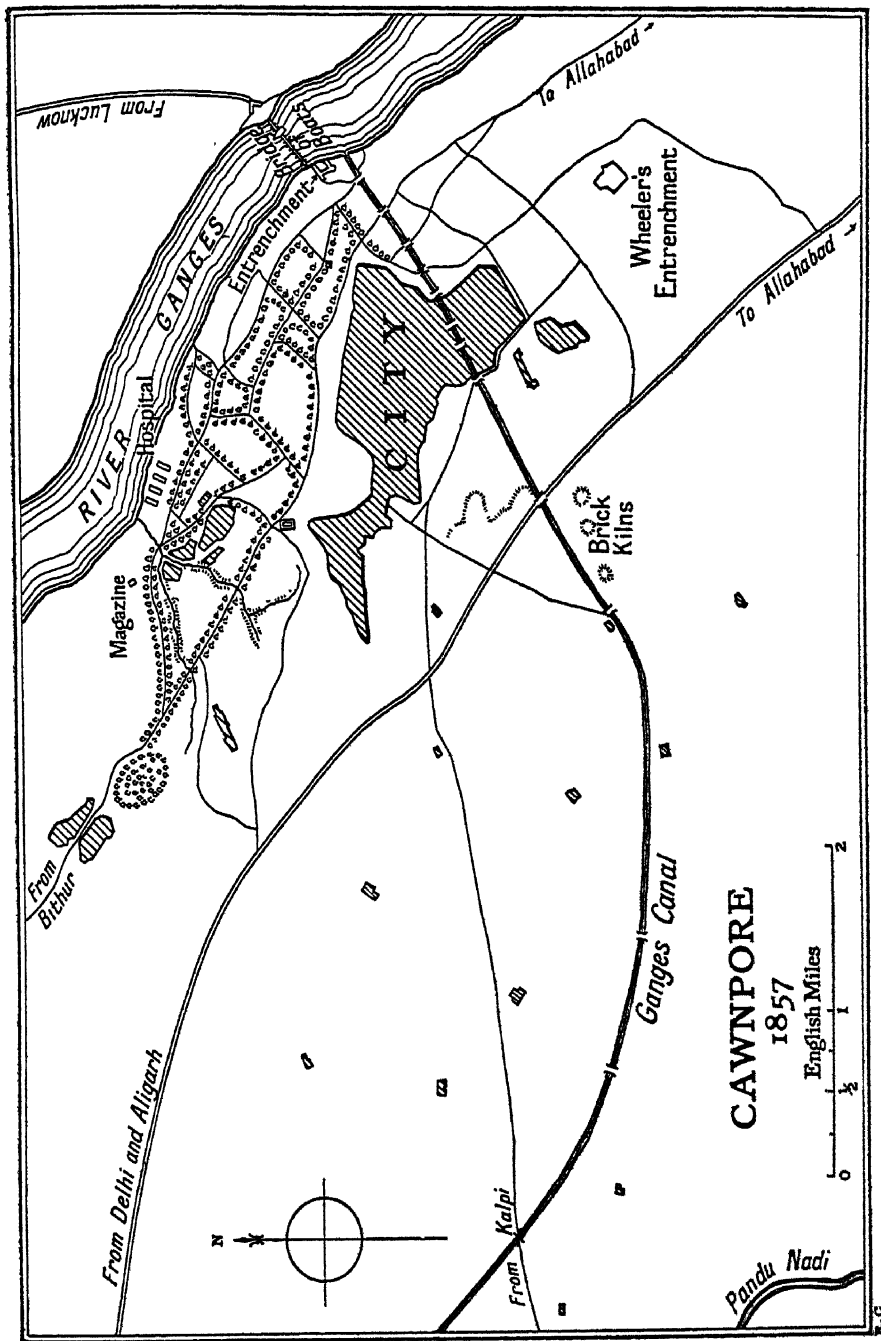 From Lucknow
RIVER GANGES
Bridge
of
Boats
Entrenchment
Hospital
Magazine
From
Bithur
To Allahabad
CITY
Wheeler's
Entrenchment
To Allahabad
Brick
Kilns
From Delhi and Aligarh
N
From Kalpi
Ganges Canal
CAWNPORE
1857
English Miles
0 ½ 1 2
Pandu Nadi